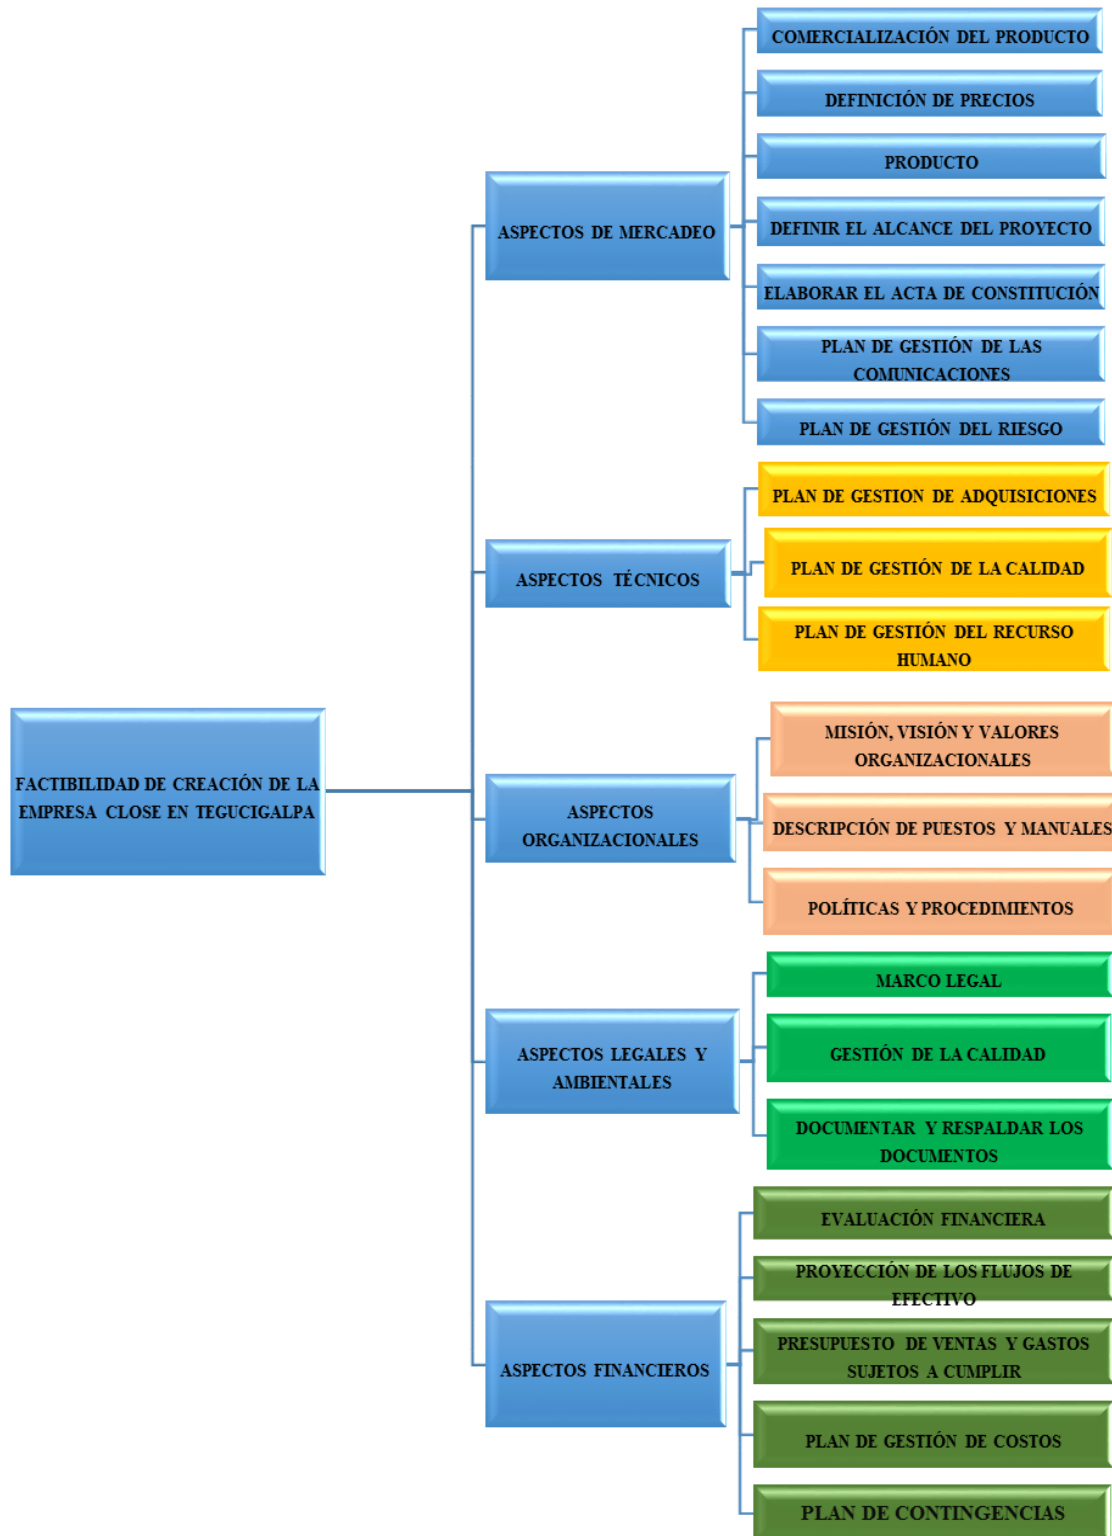 COMERCIALIZACIÓN DEL PRODUCTO
DEFINICIÓN DE PRECIOS
PRODUCTO
ASPECTOS DE MERCADEO
DEFINIR EL ALCANCE DEL PROYECTO
ELABORAR EL ACTA DE CONSTITUCIÓN
PLAN DE GESTIÓN DE LAS
COMUNICACIONES
PLAN DE GESTIÓN DEL RIESGO
PLAN DE GESTION DE ADQUISICIONES
ASPECTOS TÉCNICOS
PLAN DE GESTIÓN DE LA CALIDAD
PLAN DE GESTIÓN DEL RECURSO
HUMANO
FACTIBILIDAD DE CREACIÓN DE LA
EMPRESA CLOSE EN TEGUCIGALPA
MISIÓN, VISIÓN Y VALORES
ORGANIZACIONALES
ASPECTOS
ORGANIZACIONALES
DESCRIPCIÓN DE PUESTOS Y MANUALES
POLÍTICAS Y PROCEDIMIENTOS
MARCO LEGAL
ASPECTOS LEGALES Y
AMBIENTALES
GESTIÓN DE LA CALIDAD
DOCUMENTAR Y RESPALDAR LOS
DOCUMENTOS
EVALUACIÓN FINANCIERA
PROYECCIÓN DE LOS FLUJOS DE
EFECTIVO
ASPECTOS FINANCIEROS
PRESUPUESTO DE VENTAS Y GASTOS
SUJETOS A CUMPLIR
PLAN DE GESTIÓN DE COSTOS
PLAN DE CONTINGENCIAS